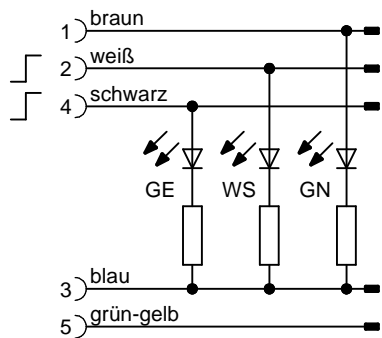 1 braun
2 weiß
4 schwarz
GE WS GN
3 blau
5 grün-gelb